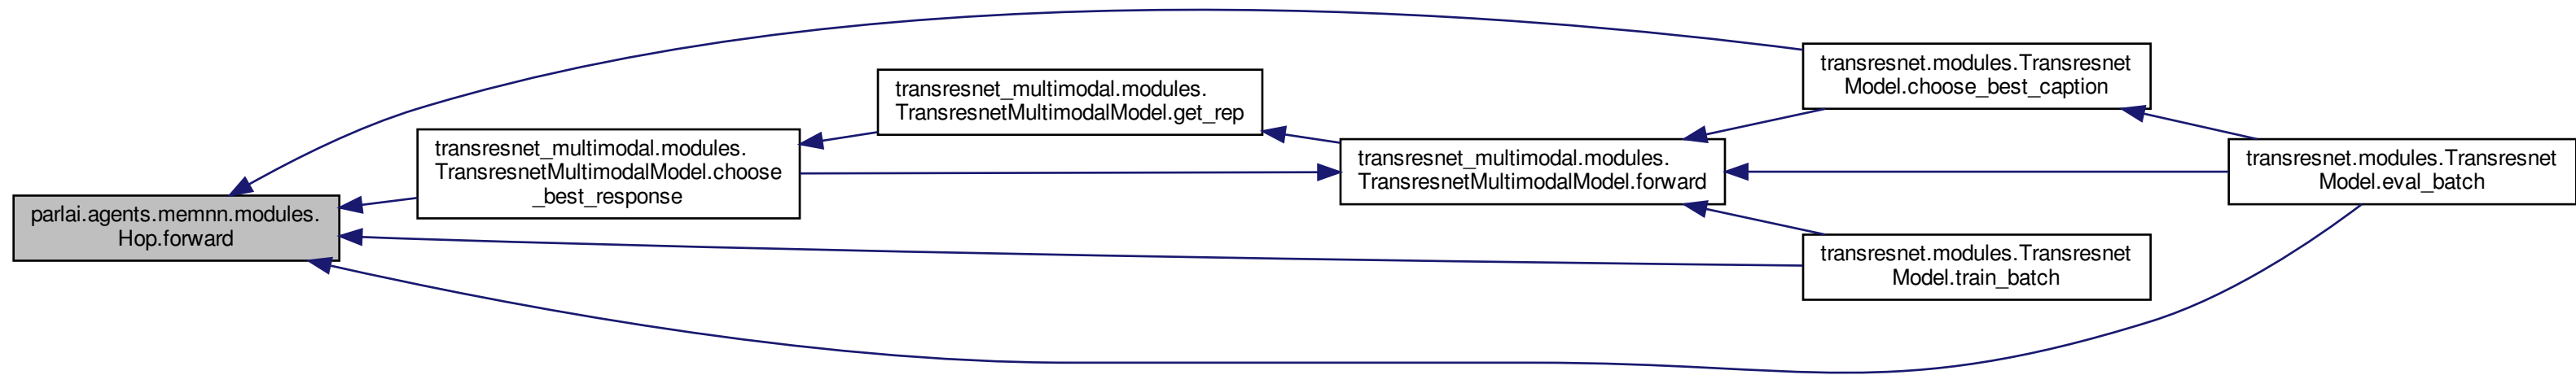 parlai.agents.memnn.modules.
Hop.forward
transresnet_multimodal.modules.
TransresnetMultimodalModel.choose
_best_response
transresnet_multimodal.modules.
TransresnetMultimodalModel.get_rep
transresnet_multimodal.modules.
TransresnetMultimodalModel.forward
transresnet.modules.Transresnet
Model.choose_best_caption
transresnet.modules.Transresnet
Model.eval_batch
transresnet.modules.Transresnet
Model.train_batch